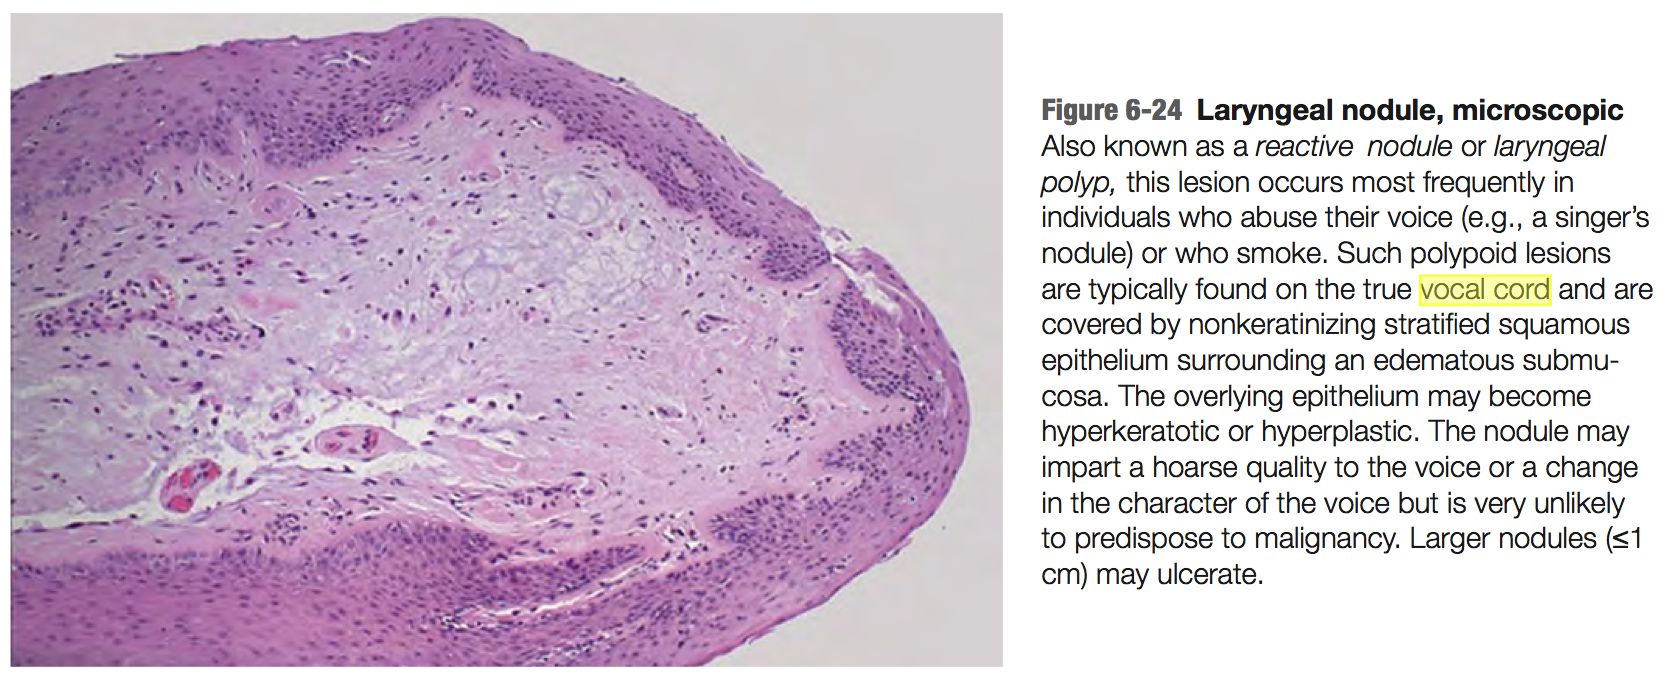 Figure 6-24 Laryngeal nodule, microscopic
Also known as a reactive nodule or laryngeal
polyp, this lesion occurs most frequently in
individuals who abuse their voice (e.g., a singer’s
nodule) or who smoke. Such polypoid lesions
are typically found on the true vocal cord and are
covered by nonkeratinizing stratified squamous
epithelium surrounding an edematous submu-
cosa. The overlying epithelium may become
hyperkeratotic or hyperplastic. The nodule may
impart a hoarse quality to the voice or a change
in the character of the voice but is very unlikely
to predispose to malignancy. Larger nodules (≤1
cm) may ulcerate.